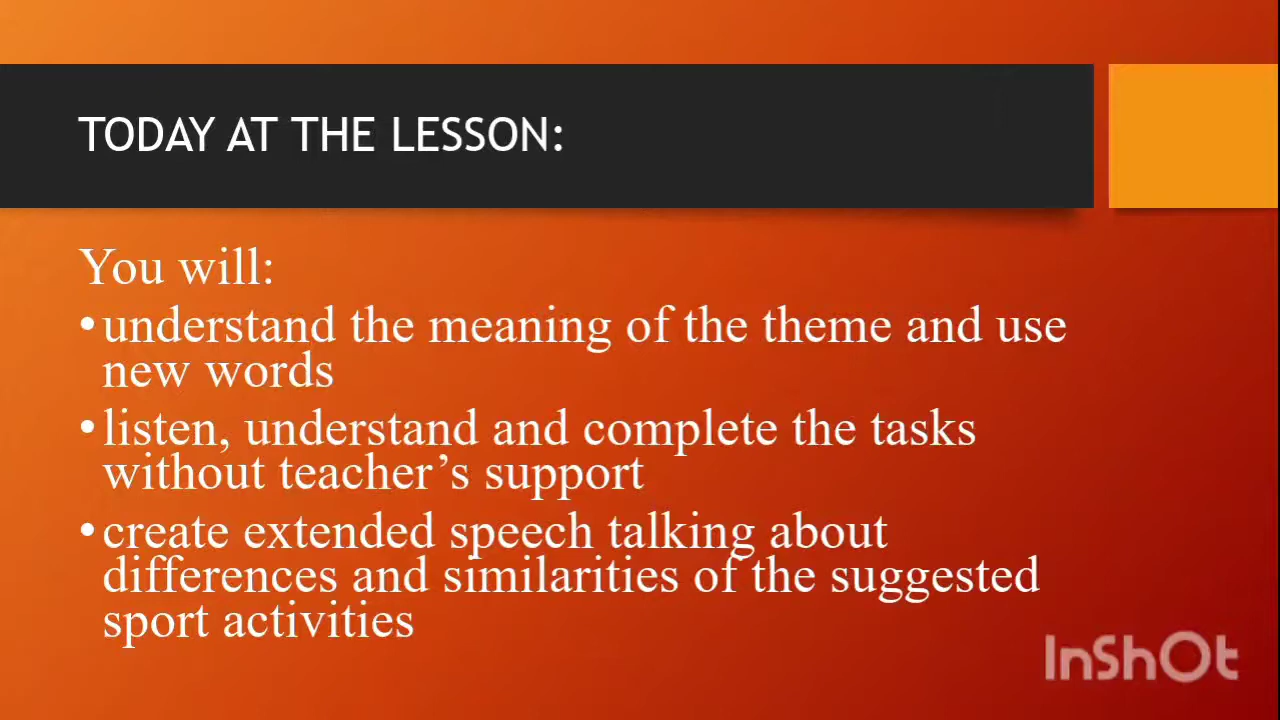 TODAY AT THE LESSON:
You will:
•understand the meaning of the theme and use
new words
•listen, understand and complete the tasks
without teacher’s support
•create extended speech talking about
differences and similarities of the suggested
sport activities
InShOt